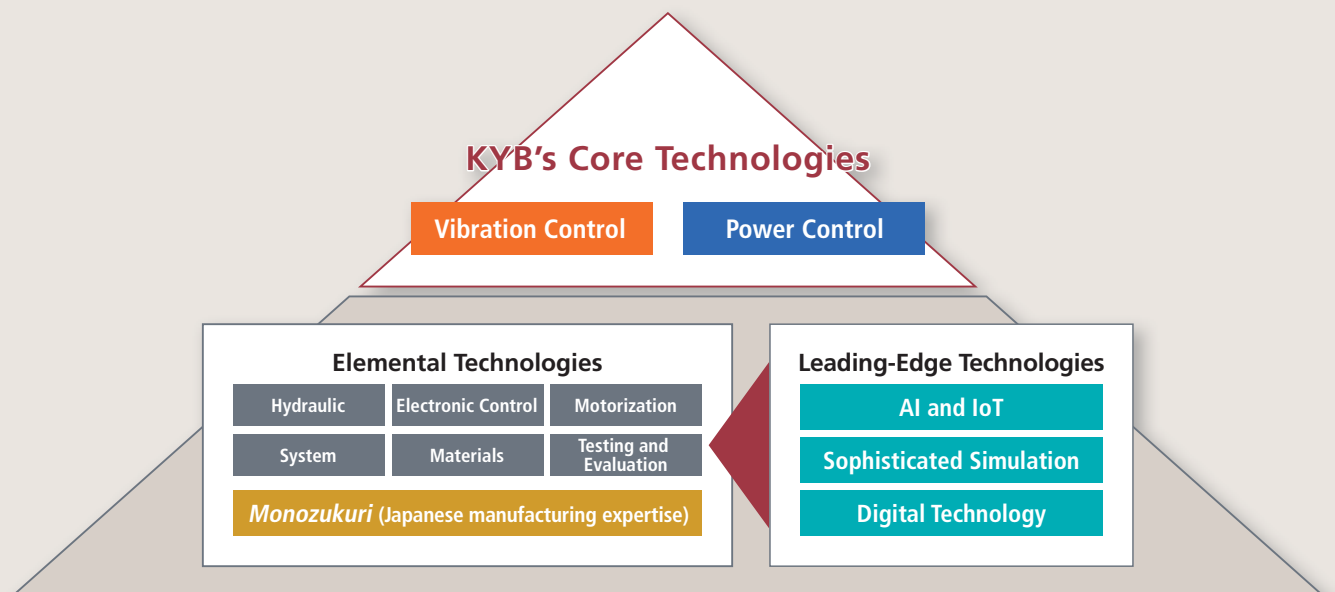 KYB’s Core Technologies
Vibration Control
Power Control
Elemental Technologies
Hydraulic
Electronic Control
Motorization
System
Materials
Testing and
Evaluation
Monozukuri (Japanese manufacturing expertise)
Leading-Edge Technologies
AI and IoT
Sophisticated Simulation
Digital Technology